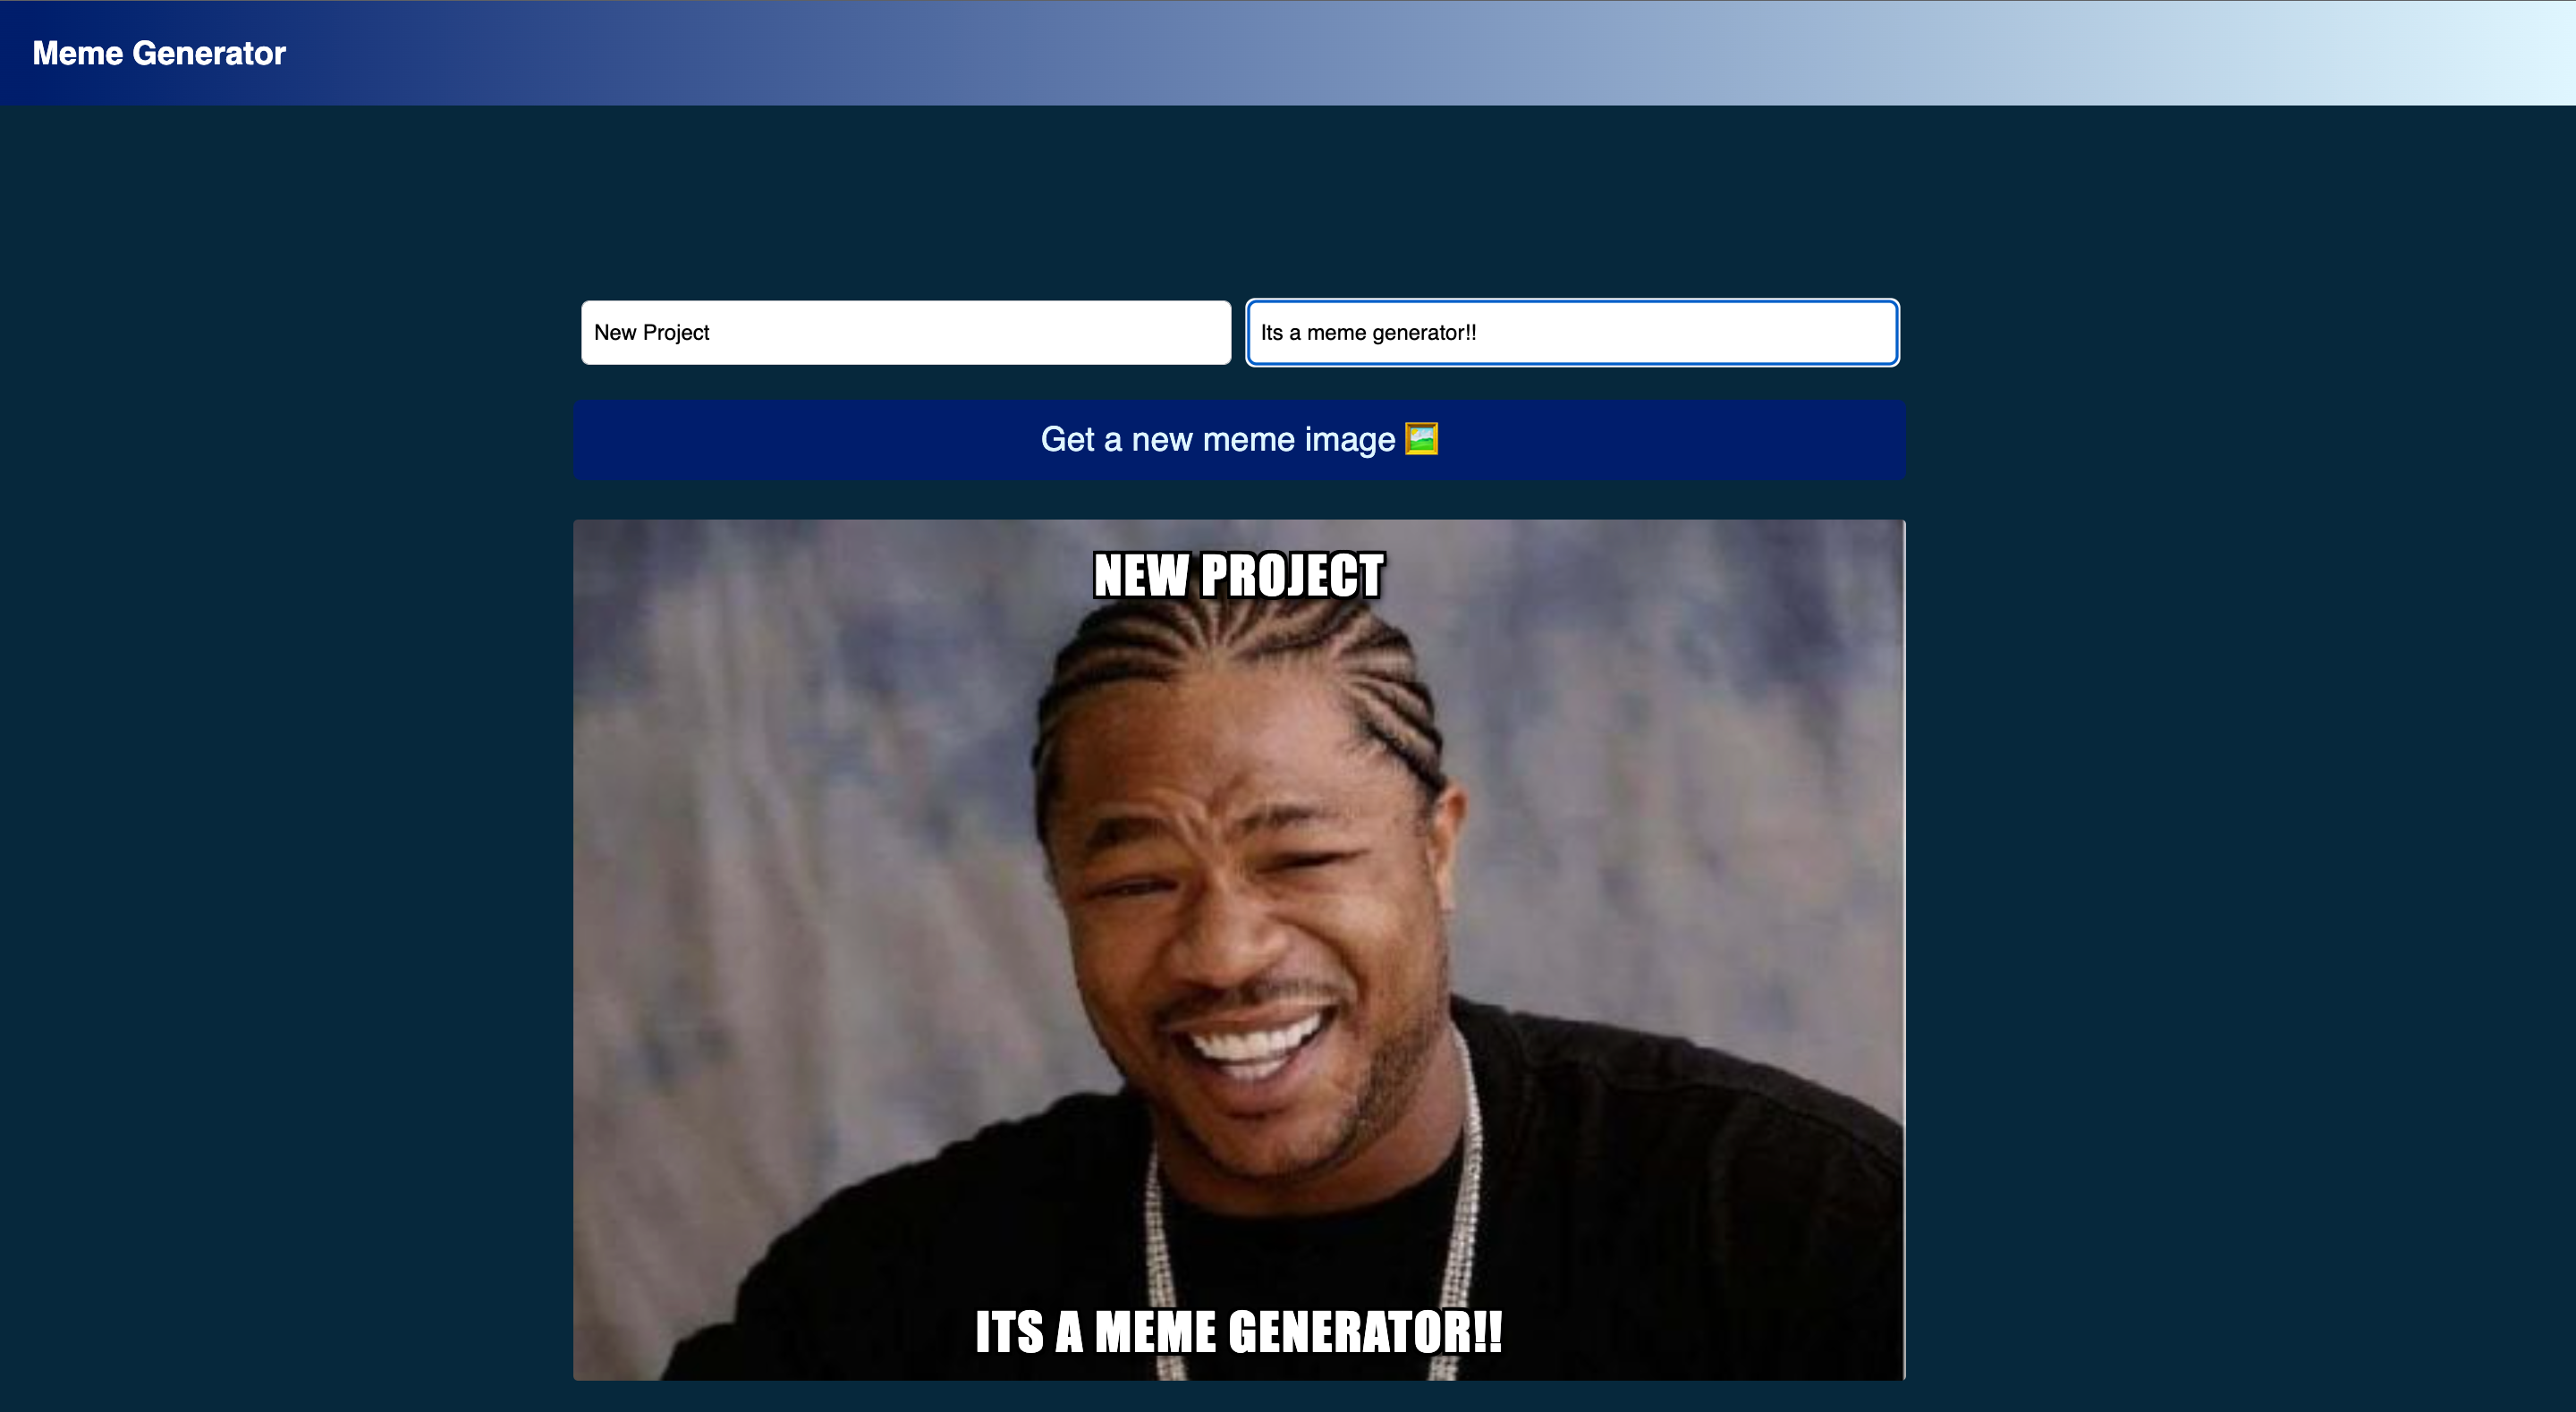 Meme Generator
New Project
Its a meme generator!!
Get a new meme image
NEW PROJECT
ITS A MEME GENERATOR!!